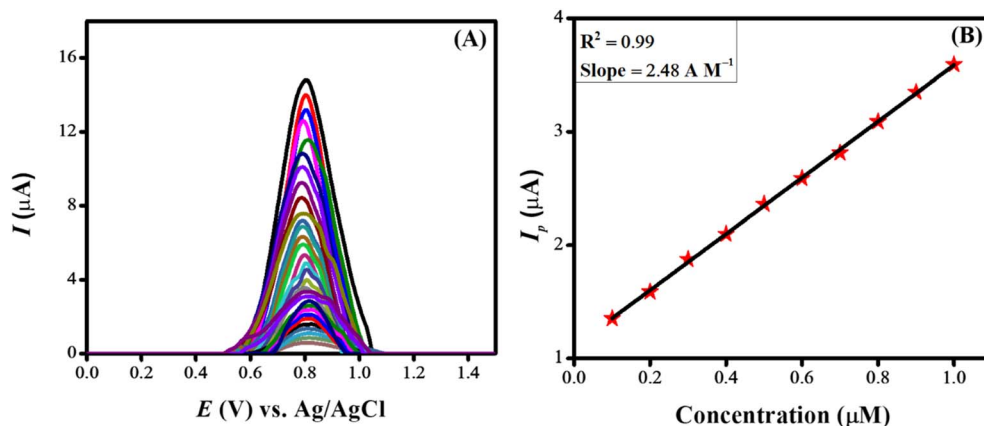 (A)
16
12
8
4
0
0.0 0.2 0.4 0.6 0.8 1.0 1.2 1.4
E (V) vs. Ag/AgCl
I (μA)
(B)
R² = 0.99
Slope = 2.48 A M⁻¹
4
3
2
1
0.0 0.2 0.4 0.6 0.8 1.0
Concentration (μM)
Iₚ (μA)